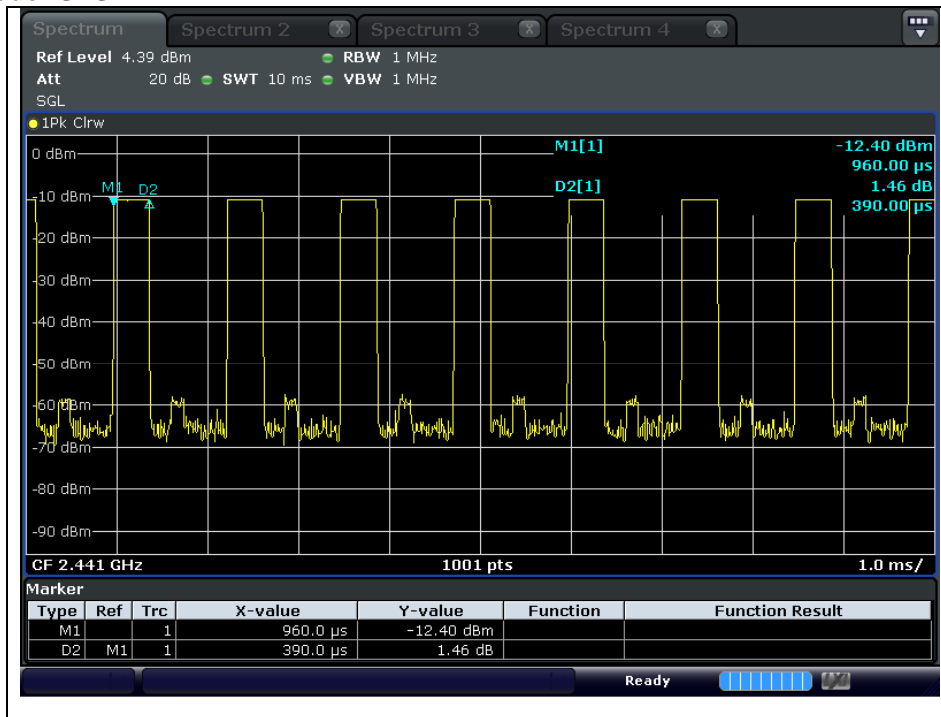 Spectrum Spectrum 2 X Spectrum 3 X Spectrum 4 X
Ref Level 4.39 dBm RBW 1 MHz
Att 20 dB SWT 10 ms VBW 1 MHz
SGL
1Pk Clrw
M1[1] -12.40 dBm
960.00 µs
D2[1] 1.46 dB
390.00 µs
0 dBm
-10 dBm
M1 D2
-20 dBm
-30 dBm
-40 dBm
-50 dBm
-60 dBm
-70 dBm
-80 dBm
-90 dBm
CF 2.441 GHz 1001 pts 1.0 ms/
Marker
Type Ref Trc X-value Y-value Function Function Result
M1 1 960.0 µs -12.40 dBm
D2 M1 1 390.0 µs 1.46 dB
Ready